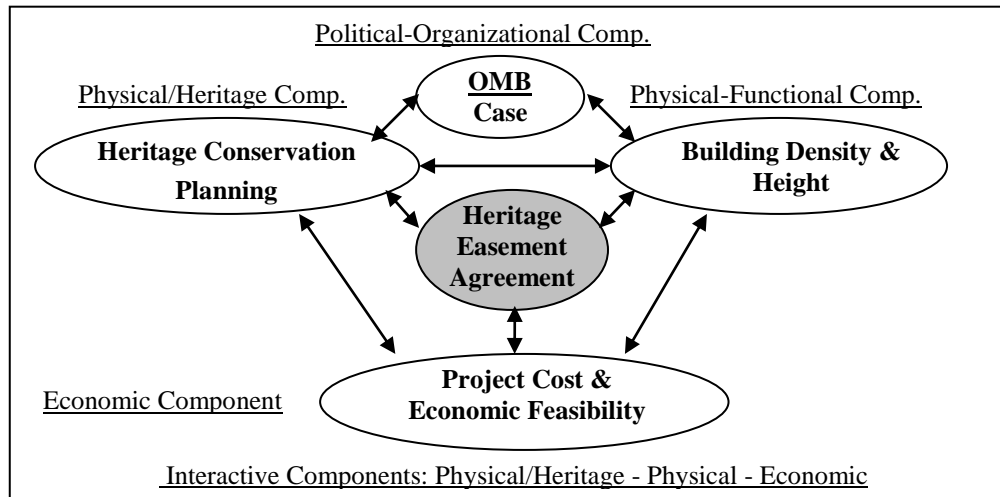 Political-Organizational Comp.
OMB
Case
Physical/Heritage Comp.
Physical-Functional Comp.
Heritage Conservation
Planning
Building Density &
Height
Heritage
Easement
Agreement
Project Cost &
Economic Feasibility
Economic Component
Interactive Components: Physical/Heritage - Physical - Economic